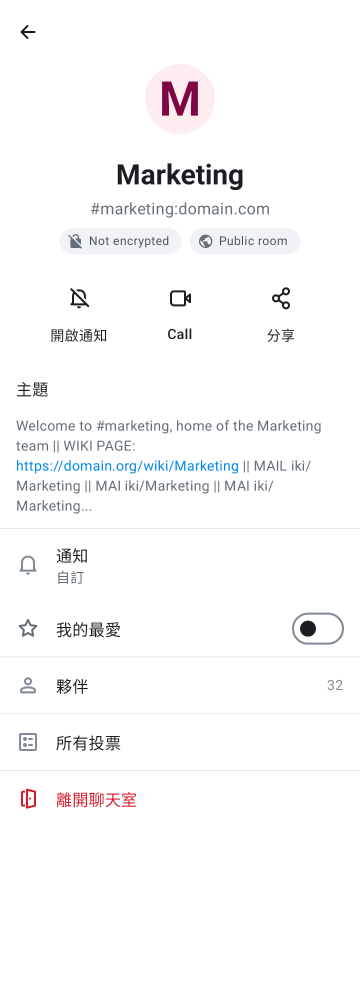 M
Marketing
#marketing:domain.com
Not encrypted
Public room
開啟通知
Call
分享
主題
Welcome to #marketing, home of the Marketing
team || WIKI PAGE:
https://domain.org/wiki/Marketing || MAIL iki/
Marketing || MAI iki/Marketing || MAI iki/
Marketing...
通知
自訂
我的最愛
夥伴 32
所有投票
離開聊天室